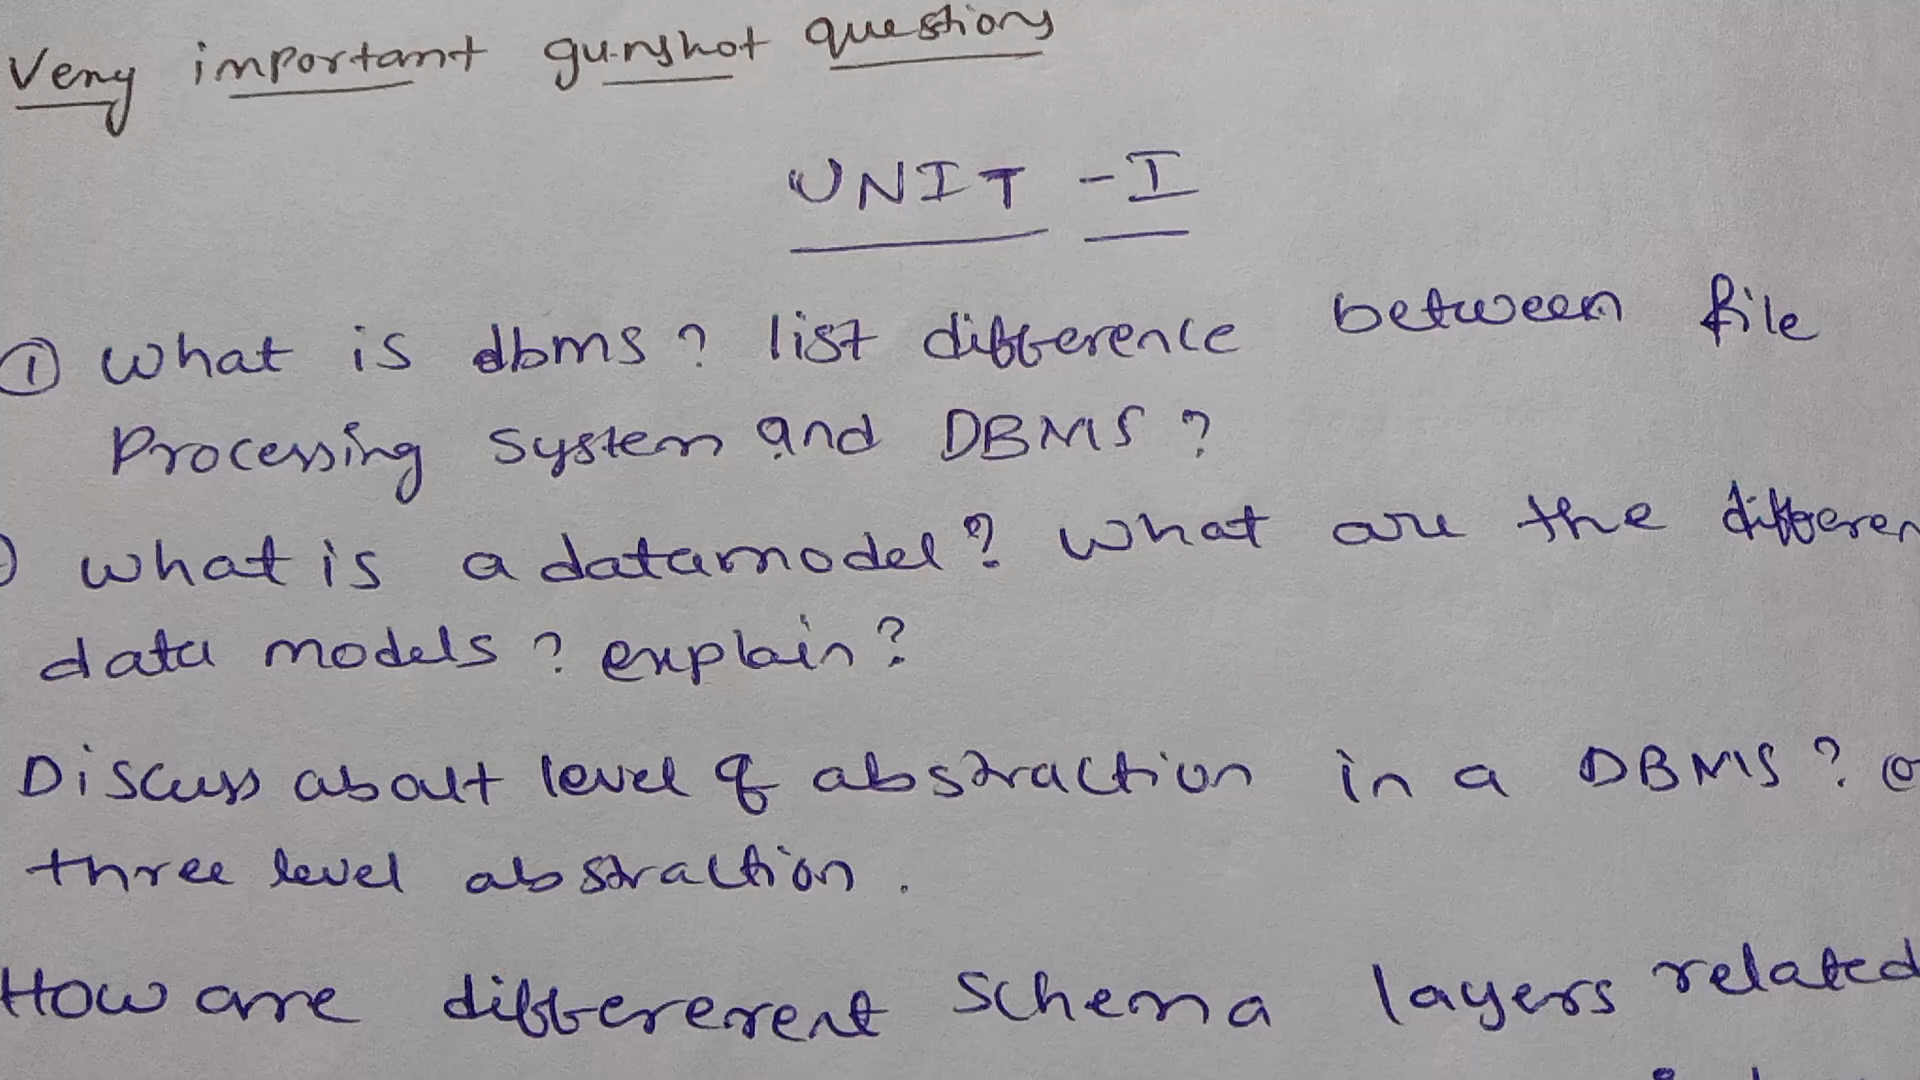 Very important gunshot questions
UNIT - I
① What is dbms? list difference between file
Processing System and DBMS?
what is a datamodel? What are the differen
data models? explain?
Discuss about level of abstraction in a DBMS?
three level abstraction.
How are differerent Schema layers related